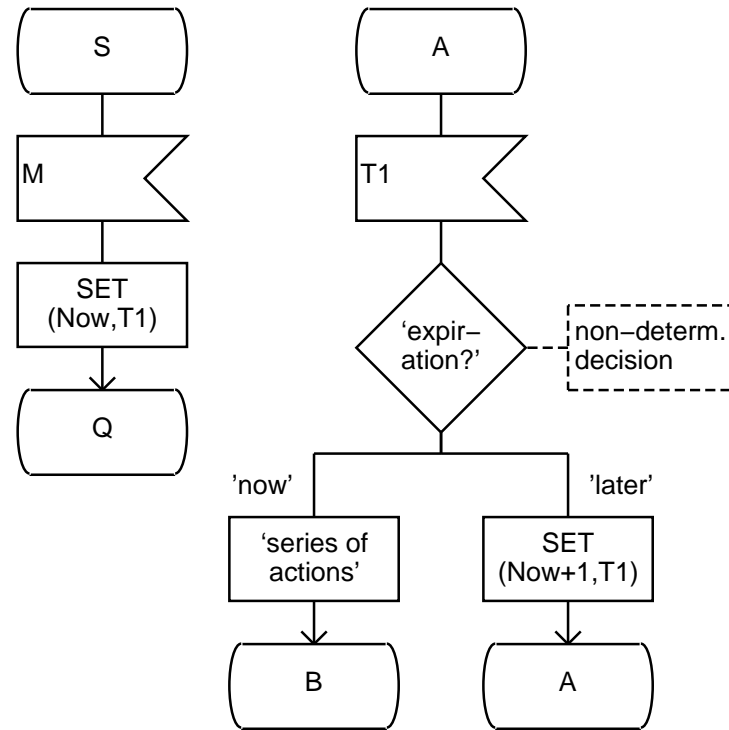 S
M
SET
(Now,T1)
Q
A
T1
‘expir–
ation?’
non–determ.
decision
’now’
’later’
‘series of
actions’
SET
(Now+1,T1)
B
A